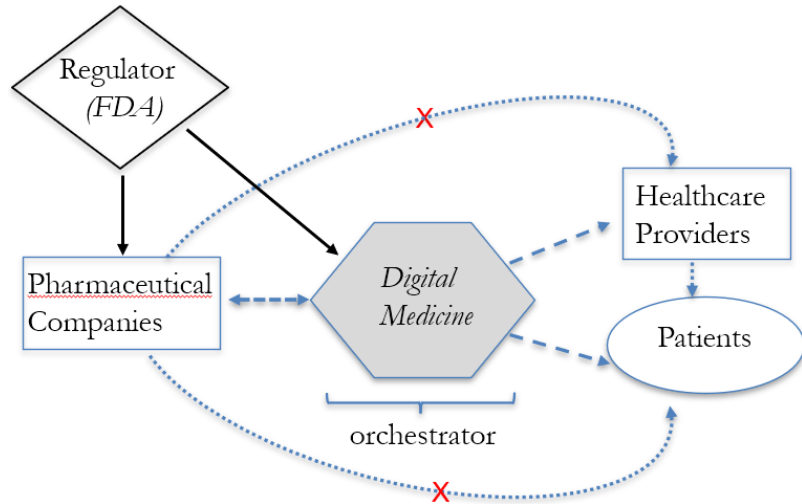 Regulator
(FDA)
X
Healthcare
Providers
Pharmaceutical
Companies
Digital
Medicine
Patients
orchestrator
X